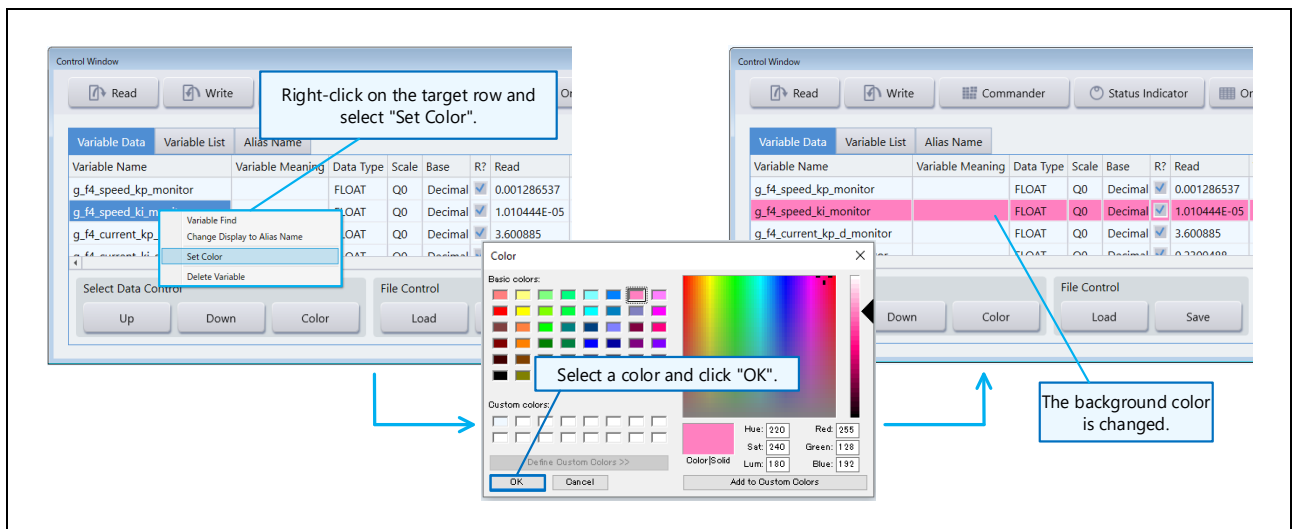 Control Window
Read
Write
Or
Right-click on the target row and
select "Set Color".
Variable Data
Variable List
Alias Name
Variable Name
Variable Meaning
Data Type
Scale
Base
R?
Read
g_f4_speed_kp_monitor
FLOAT
Q0
Decimal
0.001286537
g_f4_speed_ki_m
FLOAT
Q0
Decimal
1.010444E-05
g_f4_current_kp_
FLOAT
Q0
Decimal
3.600885
Variable Find
Change Display to Alias Name
Set Color
Delete Variable
Select Data Control
Up
Down
Color
File Control
Load
Color
Basic colors:
Select a color and click "OK".
Custom colors:
Define Custom Colors >>
OK
Cancel
Color|Solid
Hue: 220
Sat: 240
Lum: 180
Red: 255
Green: 128
Blue: 192
Add to Custom Colors
Control Window
Read
Write
Commander
Status Indicator
Or
Variable Data
Variable List
Alias Name
Variable Name
Variable Meaning
Data Type
Scale
Base
R?
Read
g_f4_speed_kp_monitor
FLOAT
Q0
Decimal
0.001286537
g_f4_speed_ki_monitor
FLOAT
Q0
Decimal
1.010444E-05
g_f4_current_kp_d_monitor
FLOAT
Q0
Decimal
3.600885
File Control
Down
Color
Load
Save
The background color
is changed.